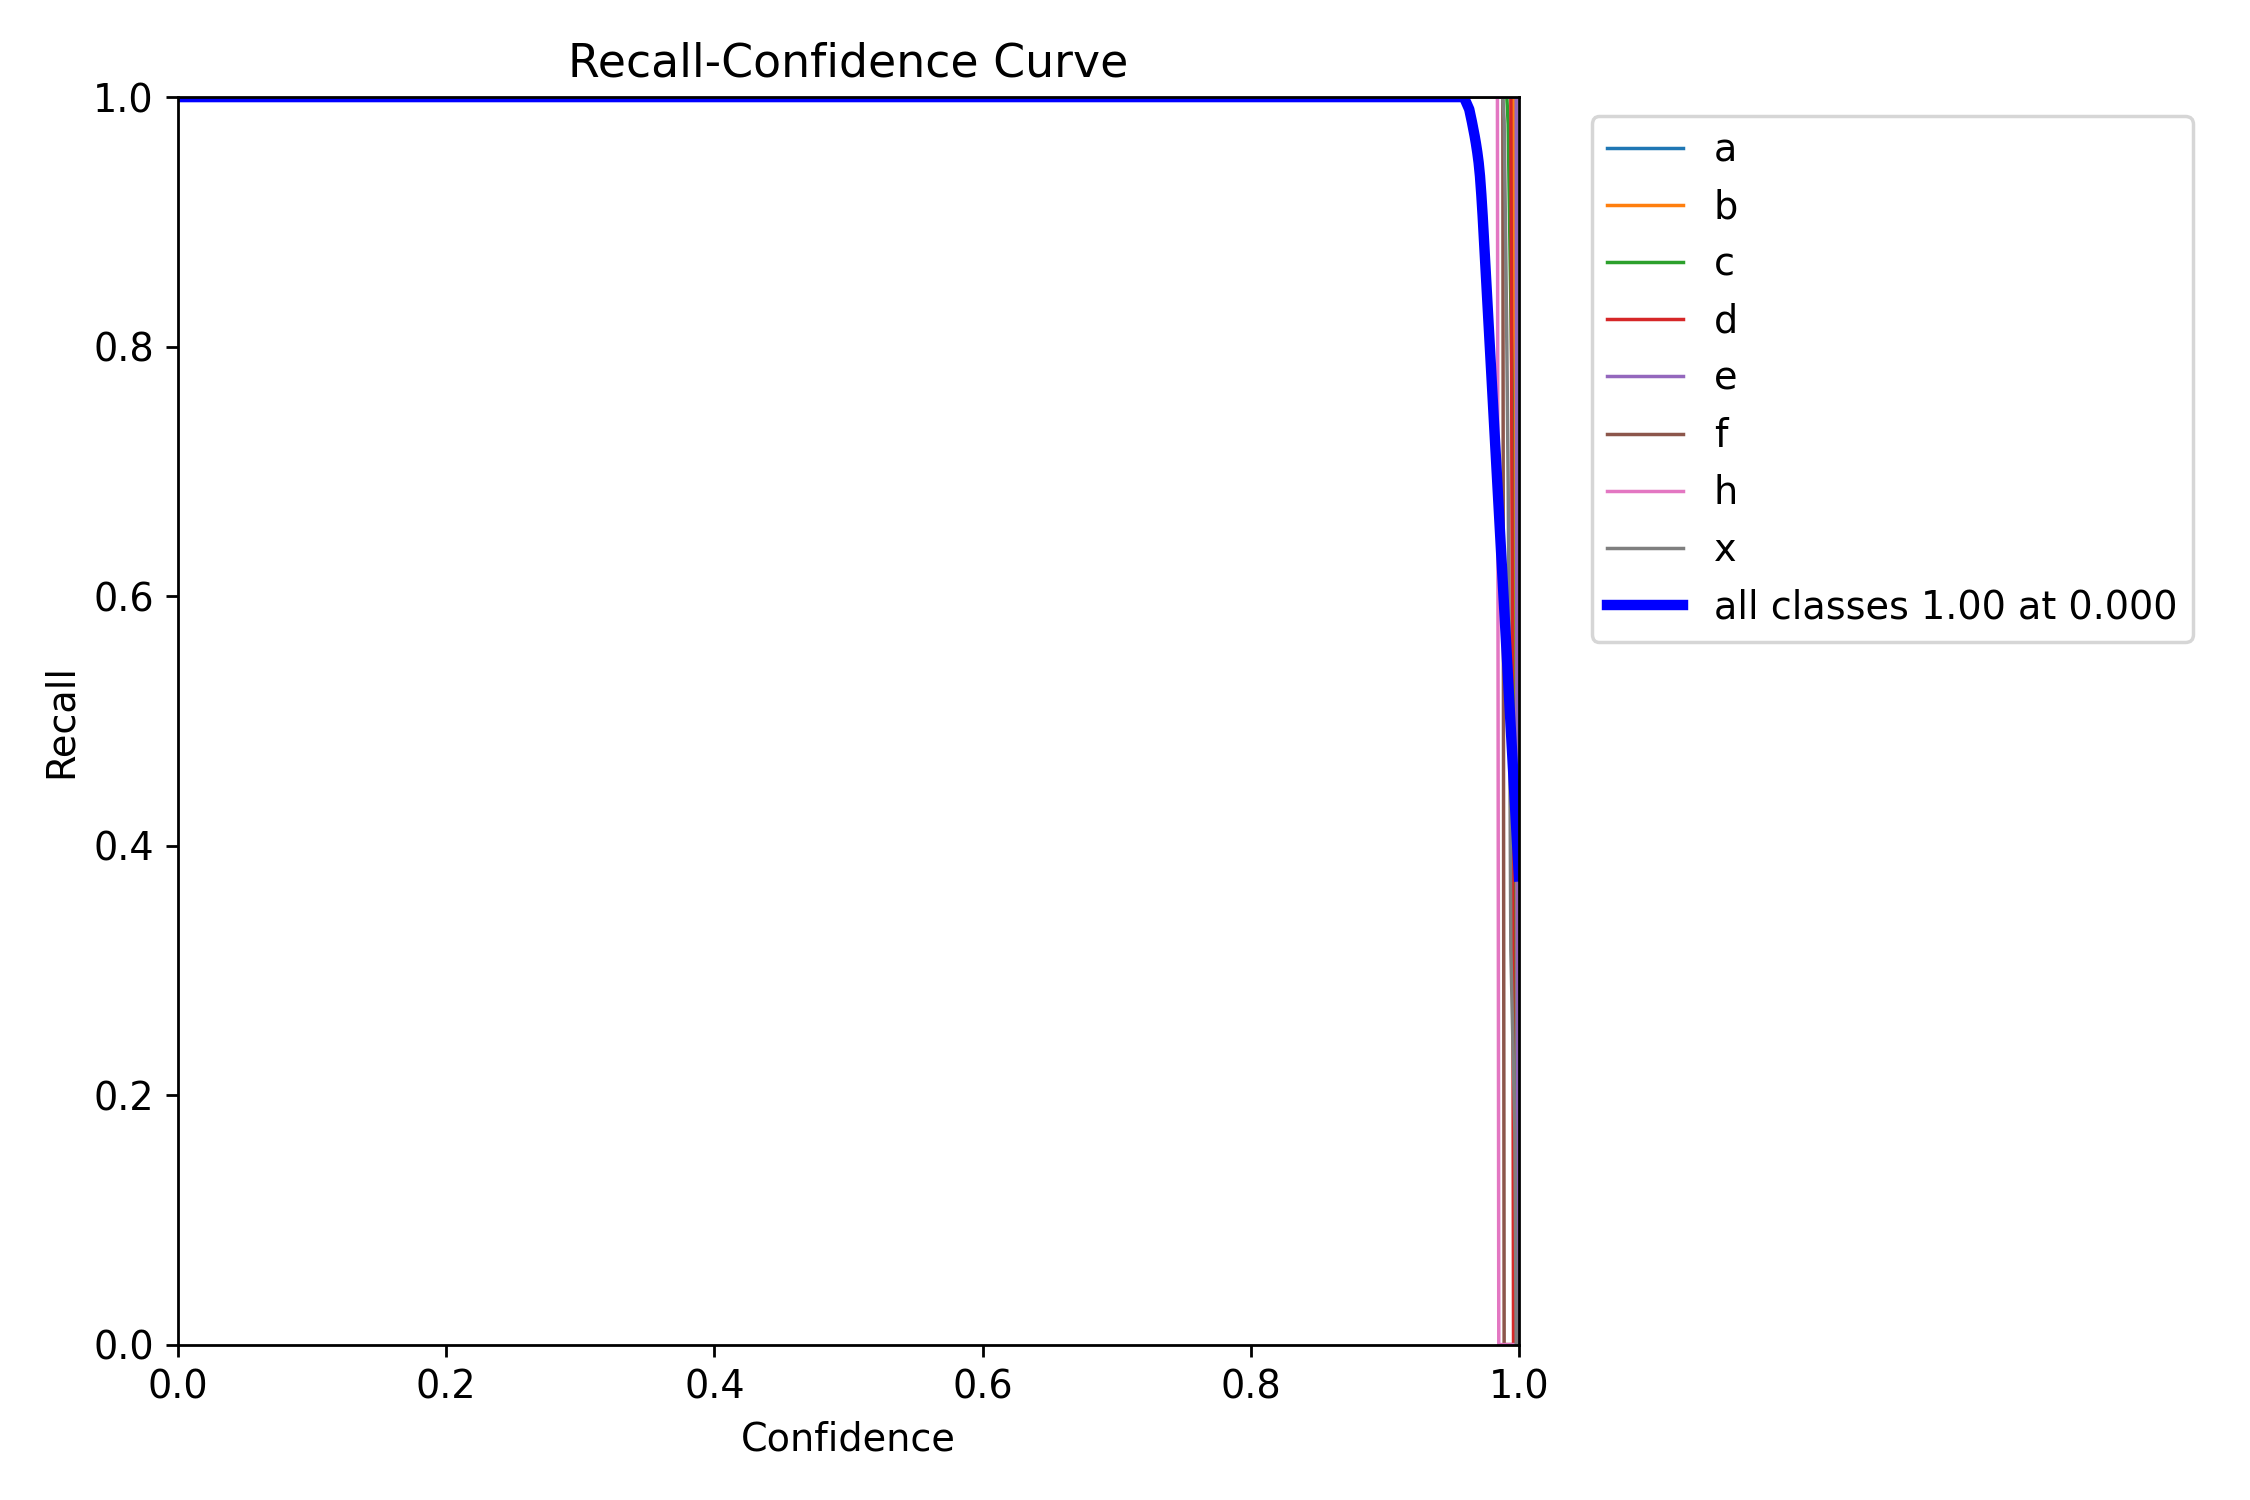 Recall-Confidence Curve
1.0
0.8
0.6
0.4
0.2
0.0
Recall
0.0 0.2 0.4 0.6 0.8 1.0
Confidence
a
b
c
d
e
f
h
x
all classes 1.00 at 0.000